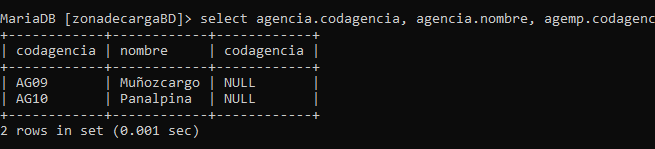 MariaDB [zonadecargaBD]> select agencia.codagencia, agencia.nombre, agemp.codagenc
+------------+-----------+------------+
| codagencia | nombre    | codagencia |
+------------+-----------+------------+
| AG09       | Muñozcargo | NULL       |
| AG10       | Panalpina | NULL       |
+------------+-----------+------------+
2 rows in set (0.001 sec)